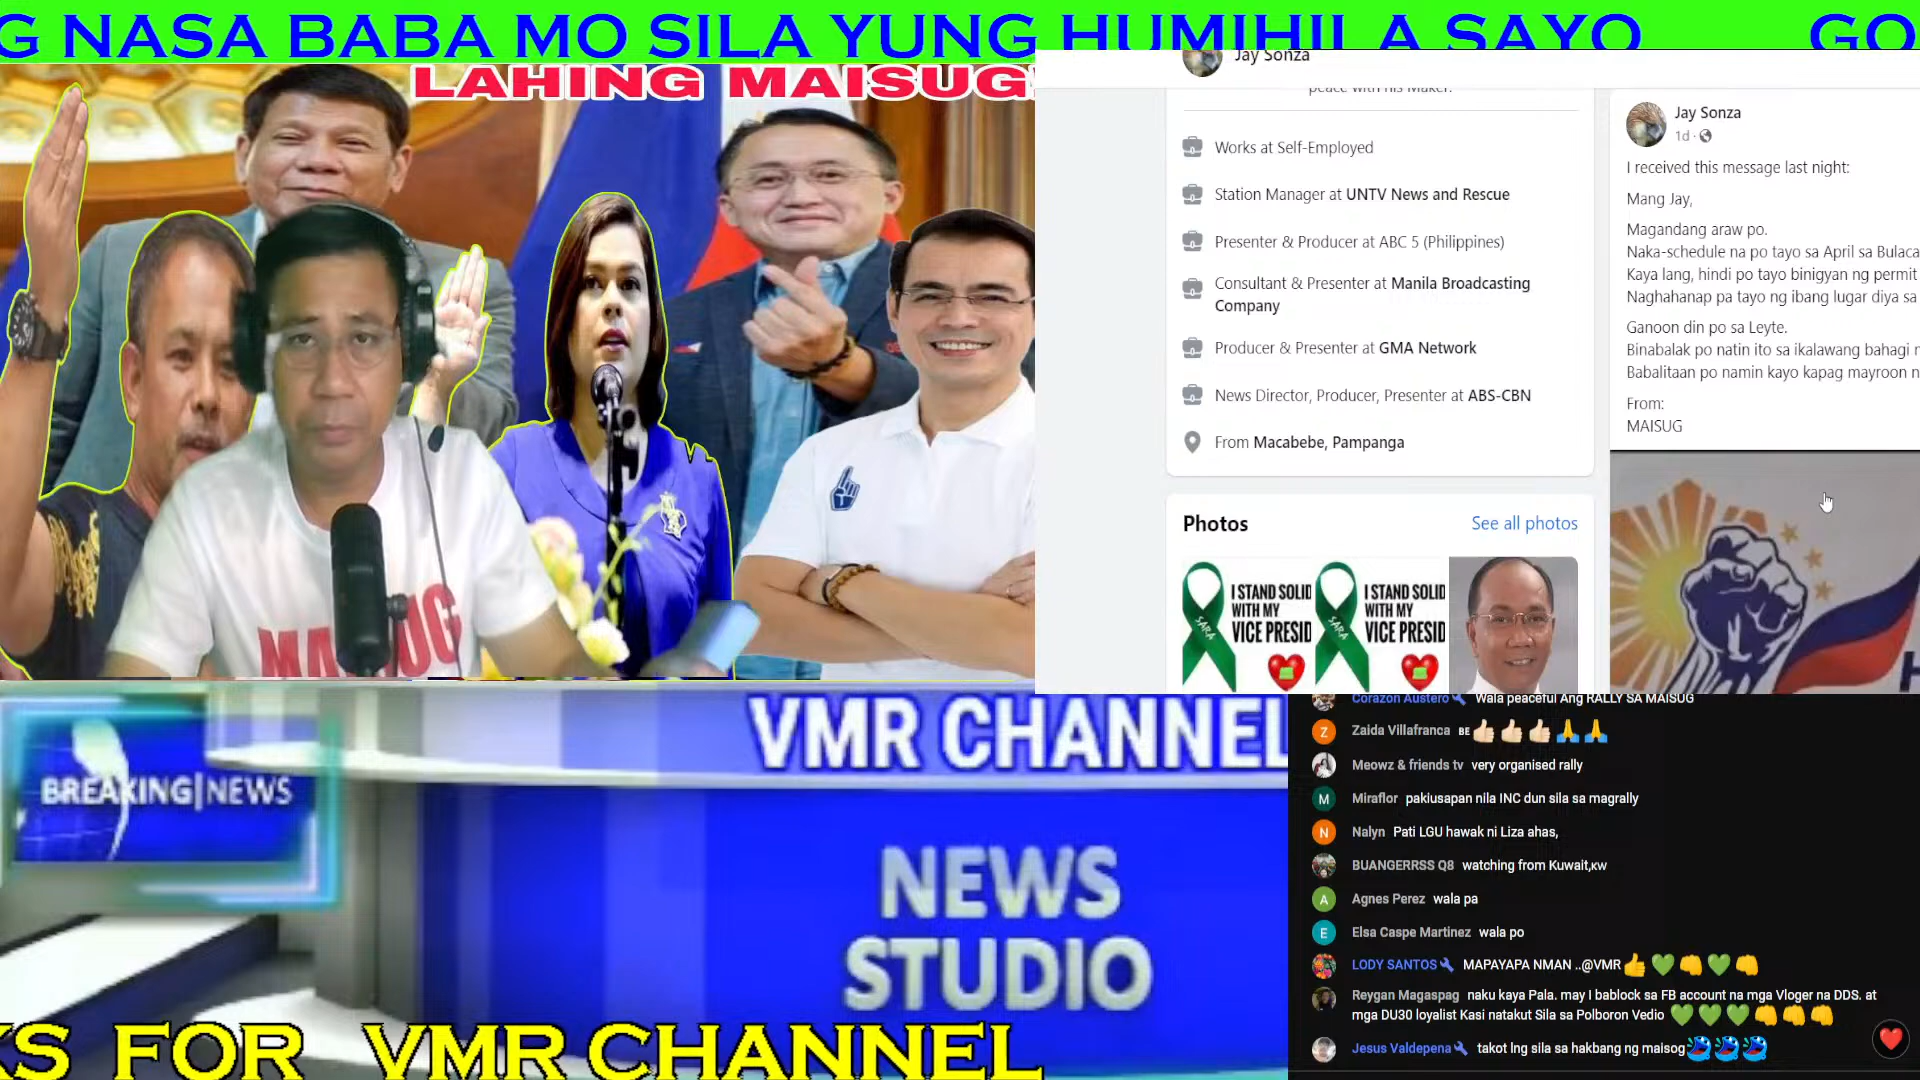 G NASA BABA MO SILA YUNG HUMIHILA SAYO GO
LAHING MAISUG
MAISUG
Jay Sonza
peace with his Maker.
Works at Self-Employed
Station Manager at UNTV News and Rescue
Presenter & Producer at ABC 5 (Philippines)
Consultant & Presenter at Manila Broadcasting
Company
Producer & Presenter at GMA Network
News Director, Producer, Presenter at ABS-CBN
From Macabebe, Pampanga
Photos
See all photos
I STAND SOLID
WITH MY
VICE PRESID
SARA
I STAND SOLID
WITH MY
VICE PRESID
SARA
Jay Sonza
1d
I received this message last night:
Mang Jay,
Magandang araw po.
Naka-schedule na po tayo sa April sa Bulaca
Kaya lang, hindi po tayo binigyan ng permit
Naghahanap pa tayo ng ibang lugar diya sa
Ganoon din po sa Leyte.
Binabalak po natin ito sa ikalawang bahagi
Babalitaan po namin kayo kapag mayroon n
From:
MAISUG
H
VMR CHANNEL
BREAKING|NEWS
NEWS
STUDIO
KS FOR VMR CHANNEL
Corazon Austero Wala peaceful Ang RALLY SA MAISUG
Z Zaida Villafranca BE👍🏻👍🏻👍🏻🙏🙏
Meowz & friends tv very organised rally
M Miraflor pakiusapan nila INC dun sila sa magrally
N Nalyn Pati LGU hawak ni Liza ahas,
BUANGERRSS Q8 watching from Kuwait,KW
A Agnes Perez wala pa
E Elsa Caspe Martinez wala po
LODY SANTOS MAPAYAPA NMAN ..@VMR👍💚👊💚👊
Reygan Magaspag naku kaya Pala. may I bablock sa FB account na mga Vloger na DDS. at
mga DU30 loyalist Kasi natakut Sila sa Polboron Vedio 💚💚💚👊👊👊
Jesus Valdepena takot lng sila sa hakbang ng maisog